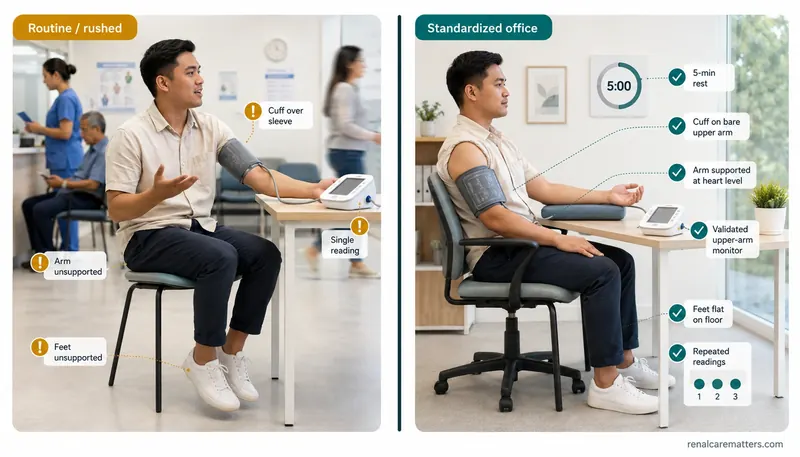 Routine / rushed
Cuff over
sleeve
Single
reading
Arm
unsupported
Feet
unsupported
Standardized office
5:00
5-min
rest
Cuff on bare
upper arm
Arm supported
at heart level
Validated
upper-arm
monitor
Feet flat
on floor
Repeated
readings
1 2 3
renalcarematters.com